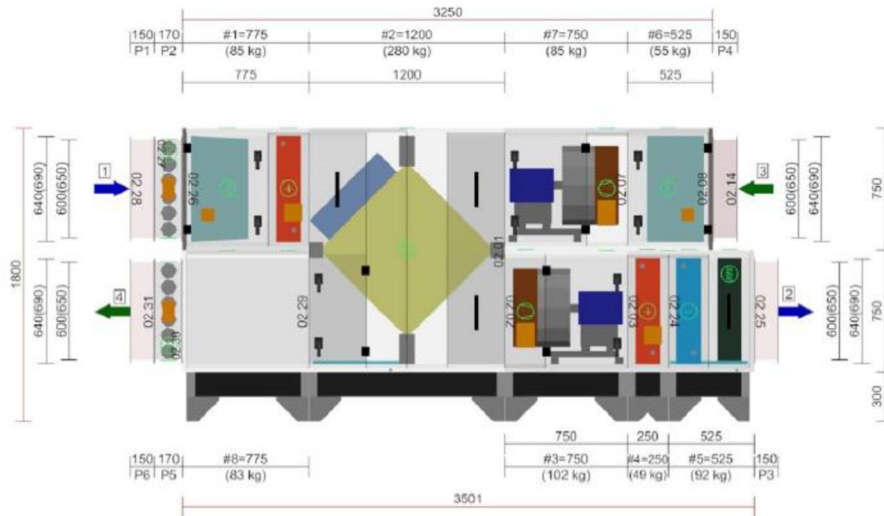 3250
150 170 #1=775 #2=1200 #7=750 #6=525 150
P1 P2 (85 kg) (280 kg) (85 kg) (55 kg) P4
775 1200 525
1 3
640(690) 600(650) 02.28 02.27 02.26 02.07 02.08 02.14 600(650) 640(690) 750
1800
02.01
4 2
640(690) 600(650) 02.31 02.29 02.03 02.24 02.25 600(650) 640(690) 750
300
750 250 525
150 170 #8=775 #3=750 #4=250 #5=525 150
P6 P5 (83 kg) (102 kg) (49 kg) (92 kg) P3
3501